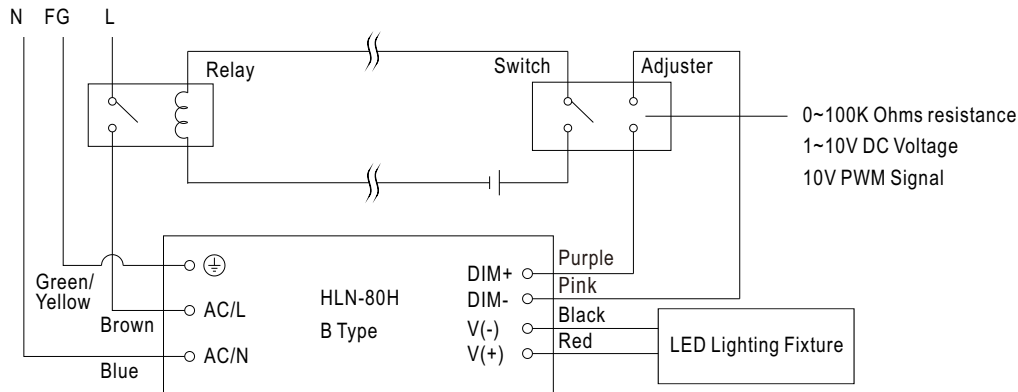 N FG L
Relay
Switch
Adjuster
0~100K Ohms resistance
1~10V DC Voltage
10V PWM Signal
Green/
Yellow
Brown
Blue
AC/L
AC/N
HLN-80H
B Type
DIM+
DIM-
V(-)
V(+)
Purple
Pink
Black
Red
LED Lighting Fixture